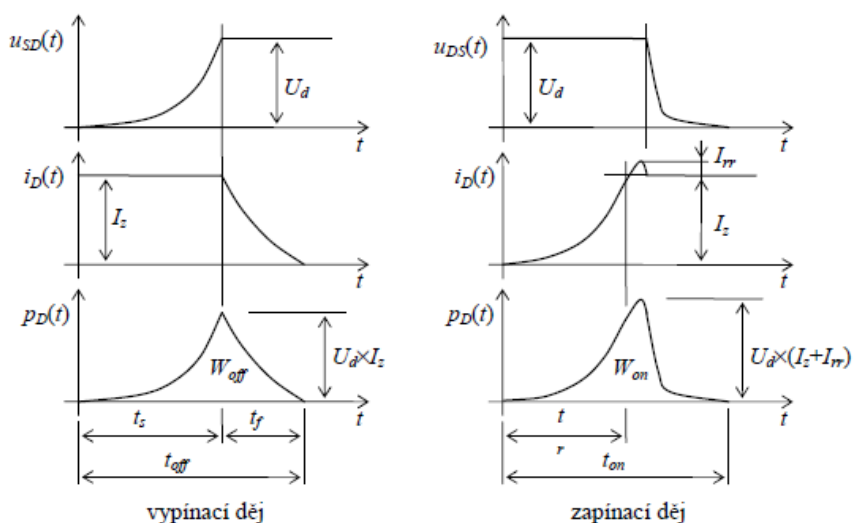 u_SD(t)
U_d
t
i_D(t)
I_z
t
p_D(t)
W_off
U_d×I_z
t
t_s
t_f
t_off
vypínací děj
u_DS(t)
U_d
t
I_rr
i_D(t)
I_z
t
p_D(t)
W_on
U_d×(I_z+I_rr)
t
t
r
t_on
zapínací děj